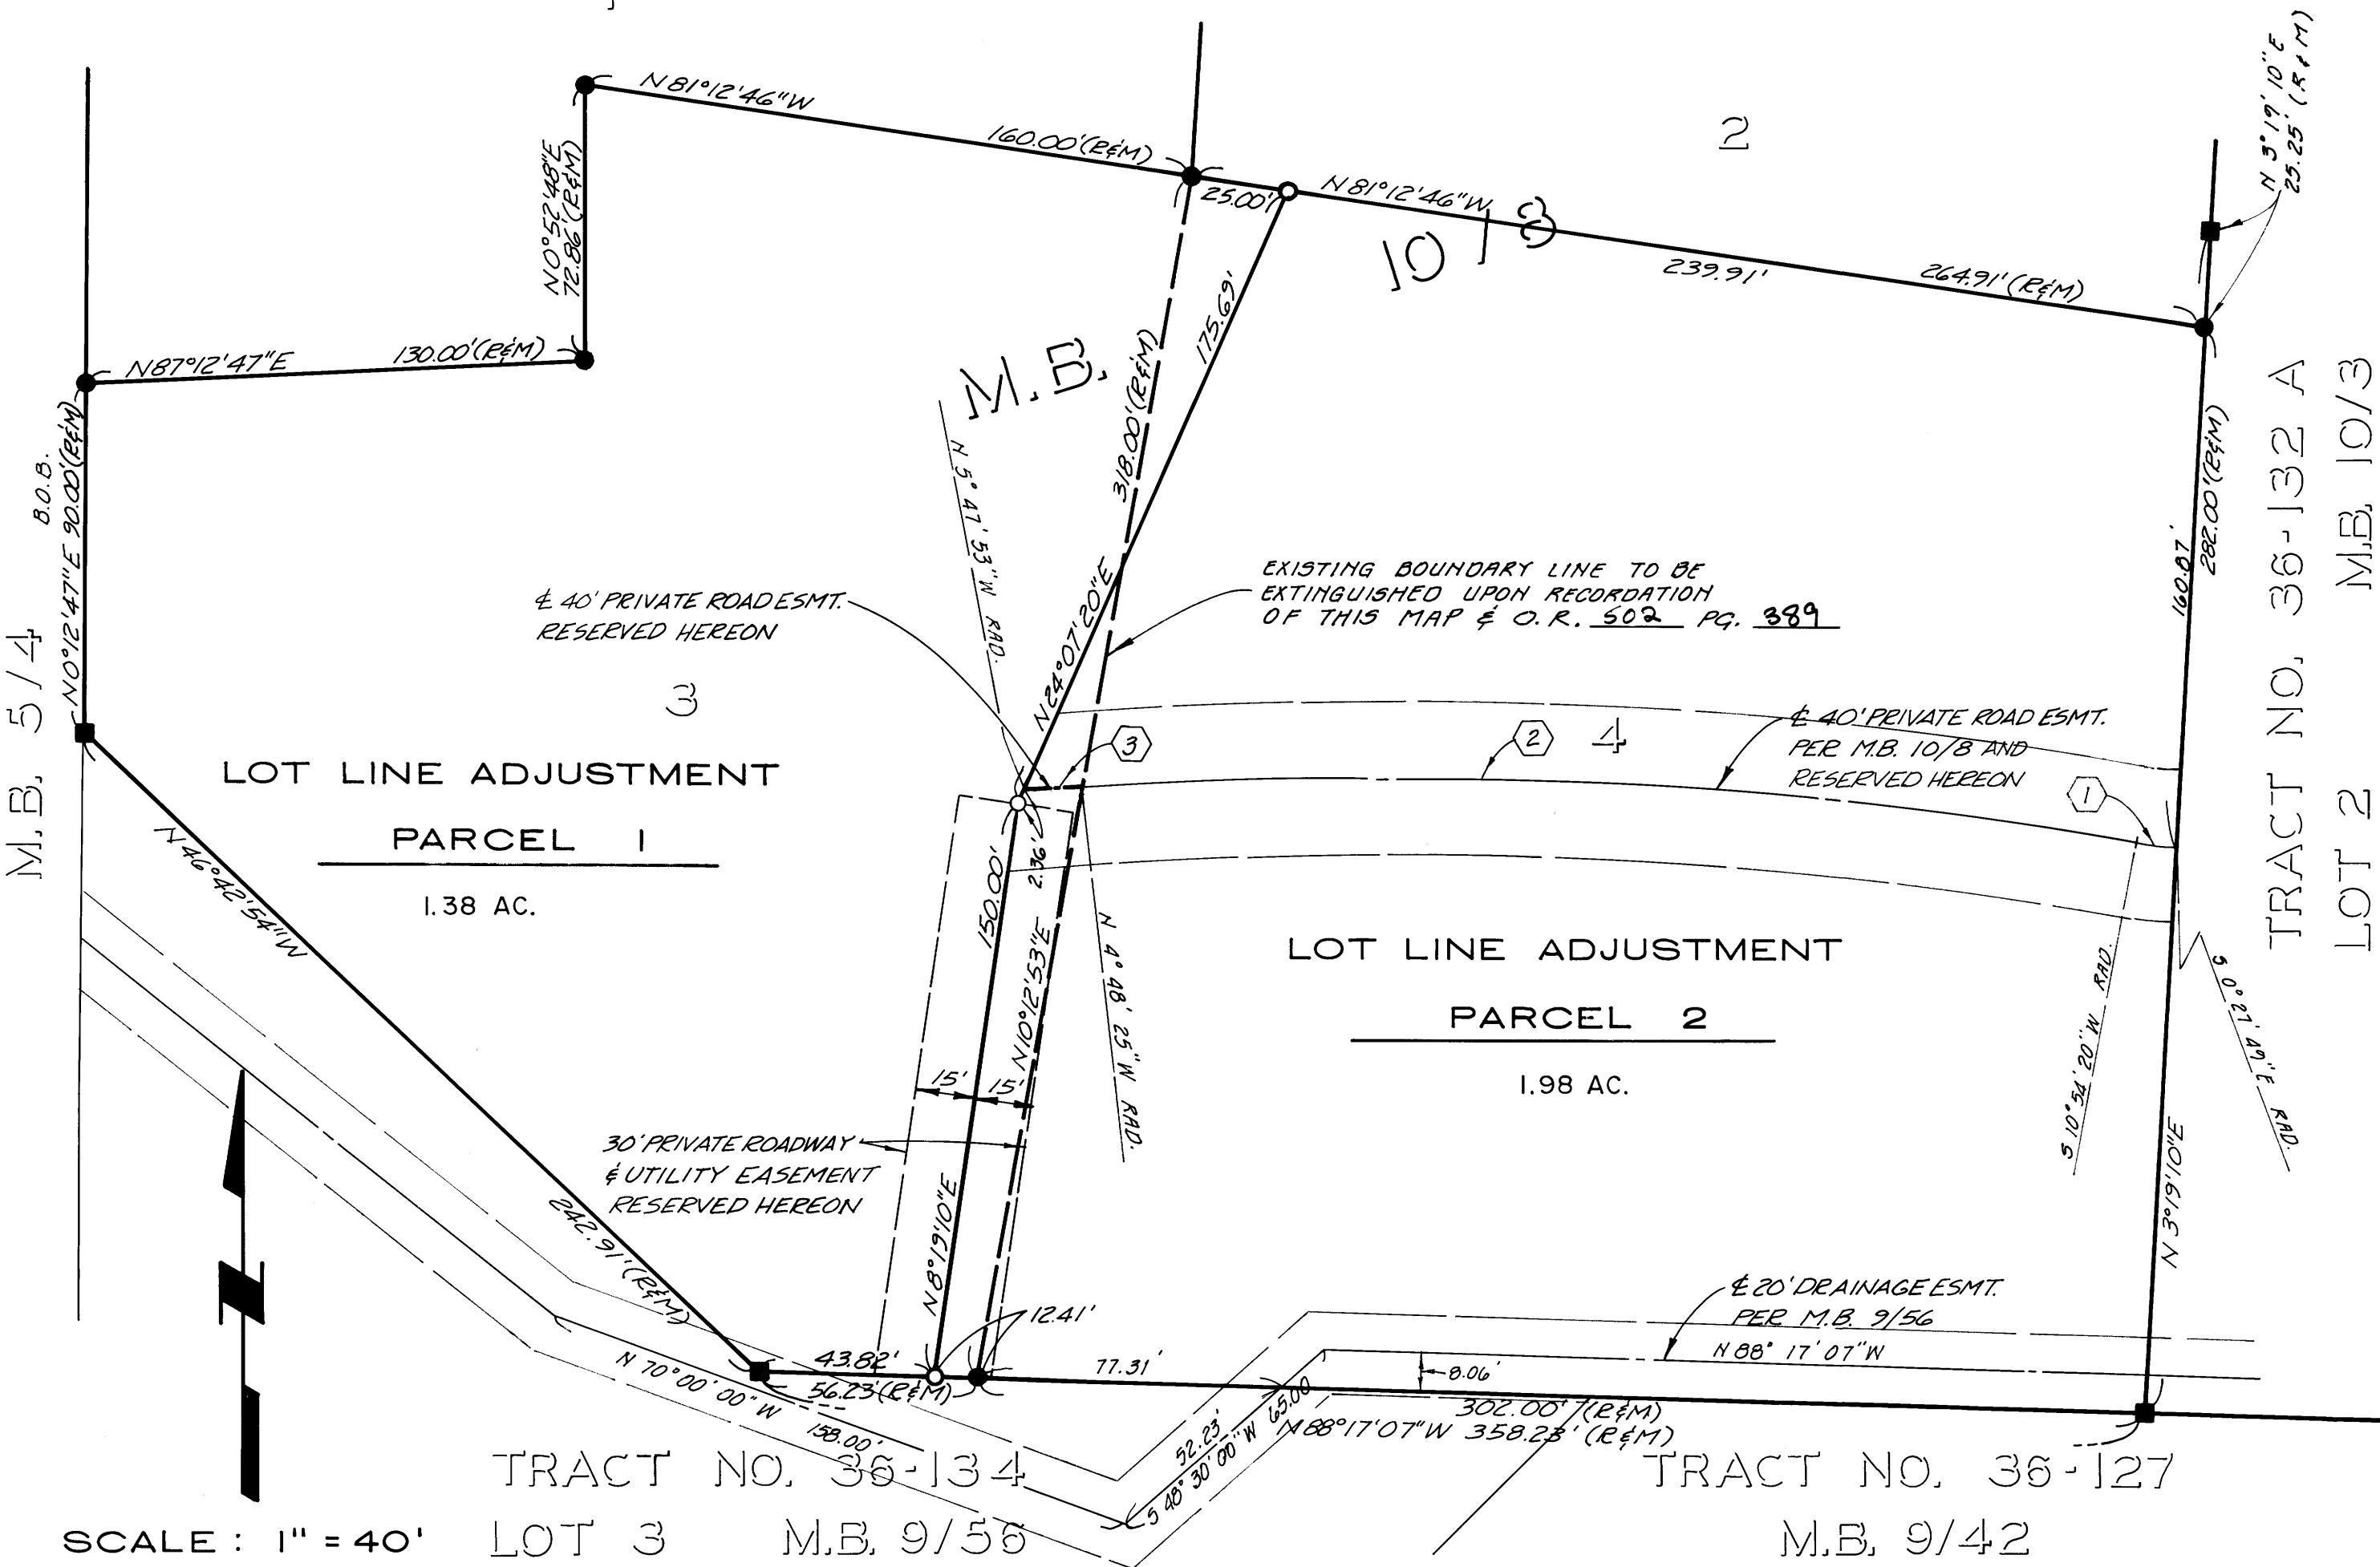 N81°12'46"W
160.00'(R&M)
N0°52'48"E
72.86'(R&M)
25.00'
N81°12'46"W
2
N 3° 19' 10" E
25.25' (R & M)
10 / 3
239.91'
264.91'(R&M)
N87°12'47"E
130.00'(R&M)
M.B.
318.00'(R&M)
175.69'
B.O.B.
N0°12'47"E 90.00'(R&M)
N 5° 47' 53" W RAD.
282.00'(R&M)
160.87'
TRACT NO. 36-132 A
LOT 2
M.B. 10/3
EXISTING BOUNDARY LINE TO BE
EXTINGUISHED UPON RECORDATION
OF THIS MAP & O.R. 502 PG. 389
℄ 40' PRIVATE ROAD ESMT.
RESERVED HEREON
N24°07'20"E
M.B. 5/4
3
3
2
4
℄ 40' PRIVATE ROAD ESMT.
PER M.B. 10/8 AND
RESERVED HEREON
1
LOT LINE ADJUSTMENT
PARCEL 1
1.38 AC.
N 46°42'54"W
150.00'
2.36'
N10°12'53"E
N 4° 48' 25" W RAD.
LOT LINE ADJUSTMENT
PARCEL 2
1.98 AC.
S 10° 54' 20" W RAD.
S 0° 27' 49" E RAD.
15'
15'
30' PRIVATE ROADWAY
& UTILITY EASEMENT
RESERVED HEREON
N8°19'10"E
N 3°19'10"E
242.91'(R&M)
12.41'
℄ 20' DRAINAGE ESMT.
PER M.B. 9/56
N 88° 17' 07" W
43.82'
56.23'(R&M)
77.31'
8.06'
N 70° 00' 00" W
158.00'
52.23'
65.00
S 48° 30' 00" W
302.00' (R&M)
N88°17'07"W 358.23' (R&M)
N
TRACT NO. 36-134
LOT 3 M.B. 9/56
TRACT NO. 36-127
M.B. 9/42
SCALE : 1" = 40'